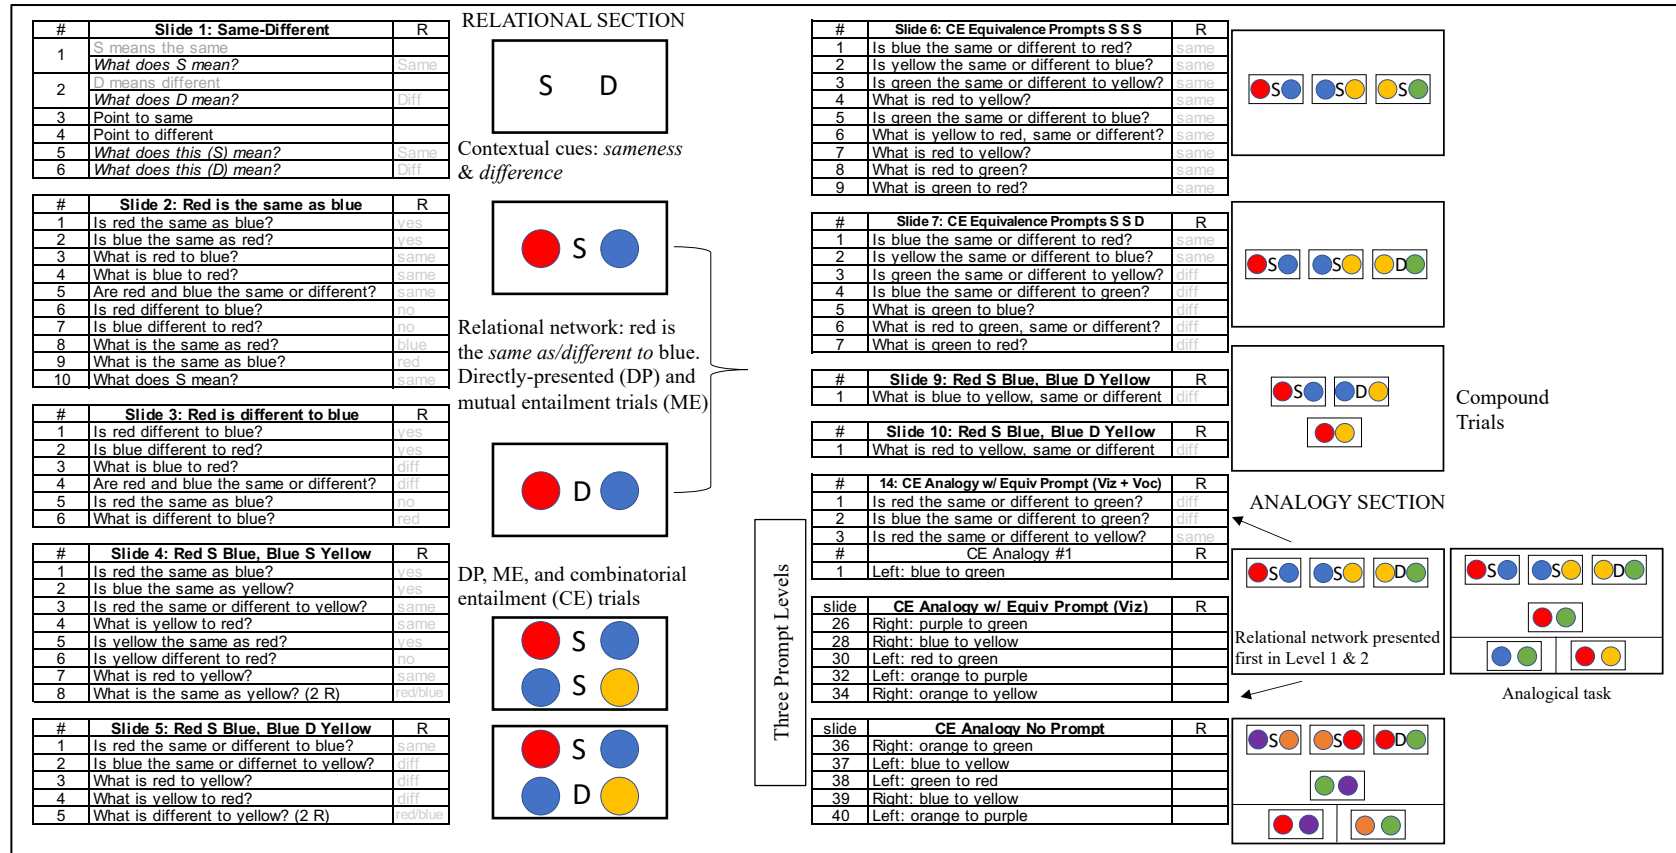 RELATIONAL SECTION
# Slide 1: Same-Different R
1 S means the same
What does S mean? Same
2 D means different
What does D mean? Diff
3 Point to same
4 Point to different
5 What does this (S) mean? Same
6 What does this (D) mean? Diff
S D
Contextual cues: sameness
& difference
# Slide 2: Red is the same as blue R
1 Is red the same as blue? yes
2 Is blue the same as red? yes
3 What is red to blue? same
4 What is blue to red? same
5 Are red and blue the same or different? same
6 Is red different to blue? no
7 Is blue different to red? no
8 What is the same as red? blue
9 What is the same as blue? red
10 What does S mean? same
S
Relational network: red is
the same as/different to blue.
Directly-presented (DP) and
mutual entailment trials (ME)
# Slide 3: Red is different to blue R
1 Is red different to blue? yes
2 Is blue different to red? yes
3 What is blue to red? diff
4 Are red and blue the same or different? diff
5 Is red the same as blue? no
6 What is different to blue? red
D
# Slide 4: Red S Blue, Blue S Yellow R
1 Is red the same as blue? yes
2 Is blue the same as yellow? yes
3 Is red the same or different to yellow? same
4 What is yellow to red? same
5 Is yellow the same as red? yes
6 Is yellow different to red? no
7 What is red to yellow? same
8 What is the same as yellow? (2 R) red/blue
DP, ME, and combinatorial
entailment (CE) trials
S
S
# Slide 5: Red S Blue, Blue D Yellow R
1 Is red the same or different to blue? same
2 Is blue the same or differnet to yellow? diff
3 What is red to yellow? diff
4 What is yellow to red? diff
5 What is different to yellow? (2 R) red/blue
S
D
# Slide 6: CE Equivalence Prompts S S S R
1 Is blue the same or different to red? same
2 Is yellow the same or different to blue? same
3 Is green the same or different to yellow? same
4 What is red to yellow? same
5 Is green the same or different to blue? same
6 What is yellow to red, same or different? same
7 What is red to yellow? same
8 What is red to green? same
9 What is green to red? same
S S S
# Slide 7: CE Equivalence Prompts S S D R
1 Is blue the same or different to red? same
2 Is yellow the same or different to blue? same
3 Is green the same or different to yellow? diff
4 Is blue the same or different to green? diff
5 What is green to blue? diff
6 What is red to green, same or different? diff
7 What is green to red? diff
S S D
# Slide 9: Red S Blue, Blue D Yellow R
1 What is blue to yellow, same or different diff
# Slide 10: Red S Blue, Blue D Yellow R
1 What is red to yellow, same or different diff
S D
Compound
Trials
Three Prompt Levels
# 14: CE Analogy w/ Equiv Prompt (Viz + Voc) R
1 Is red the same or different to green? diff
2 Is blue the same or different to green? diff
3 Is red the same or different to yellow? same
# CE Analogy #1 R
1 Left: blue to green
ANALOGY SECTION
S S D
Relational network presented
first in Level 1 & 2
S S D
Analogical task
slide CE Analogy w/ Equiv Prompt (Viz) R
26 Right: purple to green
28 Right: blue to yellow
30 Left: red to green
32 Left: orange to purple
34 Right: orange to yellow
slide CE Analogy No Prompt R
36 Right: orange to green
37 Left: blue to yellow
38 Left: green to red
39 Right: blue to yellow
40 Left: orange to purple
S S D